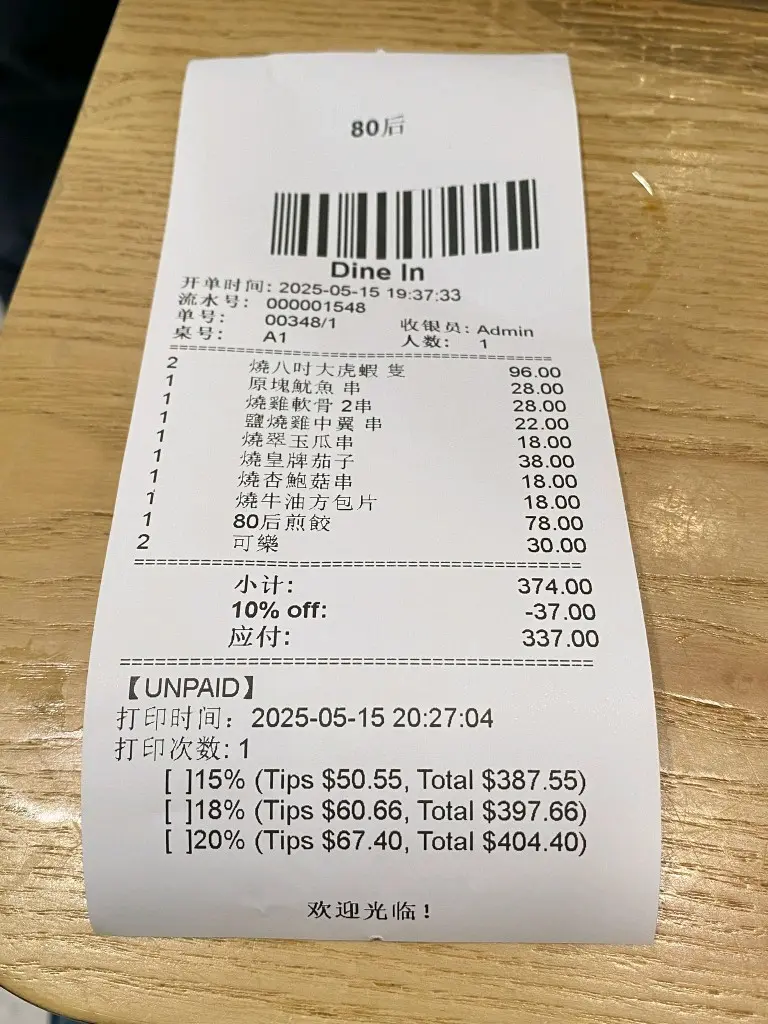 80后
Dine In
开单时间: 2025-05-15 19:37:33
流水号: 000001548
单号: 00348/1 收银员: Admin
桌号: A1 人数: 1
================================================
2 燒八吋大虎蝦 隻 96.00
1 原塊魷魚 串 28.00
1 燒雞軟骨 2串 28.00
1 鹽燒雞中翼 串 22.00
1 燒翠玉瓜串 18.00
1 燒皇牌茄子 38.00
1 燒杏鮑菇串 18.00
1 燒牛油方包片 18.00
1 80后煎餃 78.00
2 可樂 30.00
================================================
小计: 374.00
10% off: -37.00
应付: 337.00
================================================
【UNPAID】
打印时间: 2025-05-15 20:27:04
打印次数: 1
[ ]15% (Tips $50.55, Total $387.55)
[ ]18% (Tips $60.66, Total $397.66)
[ ]20% (Tips $67.40, Total $404.40)
欢迎光临!